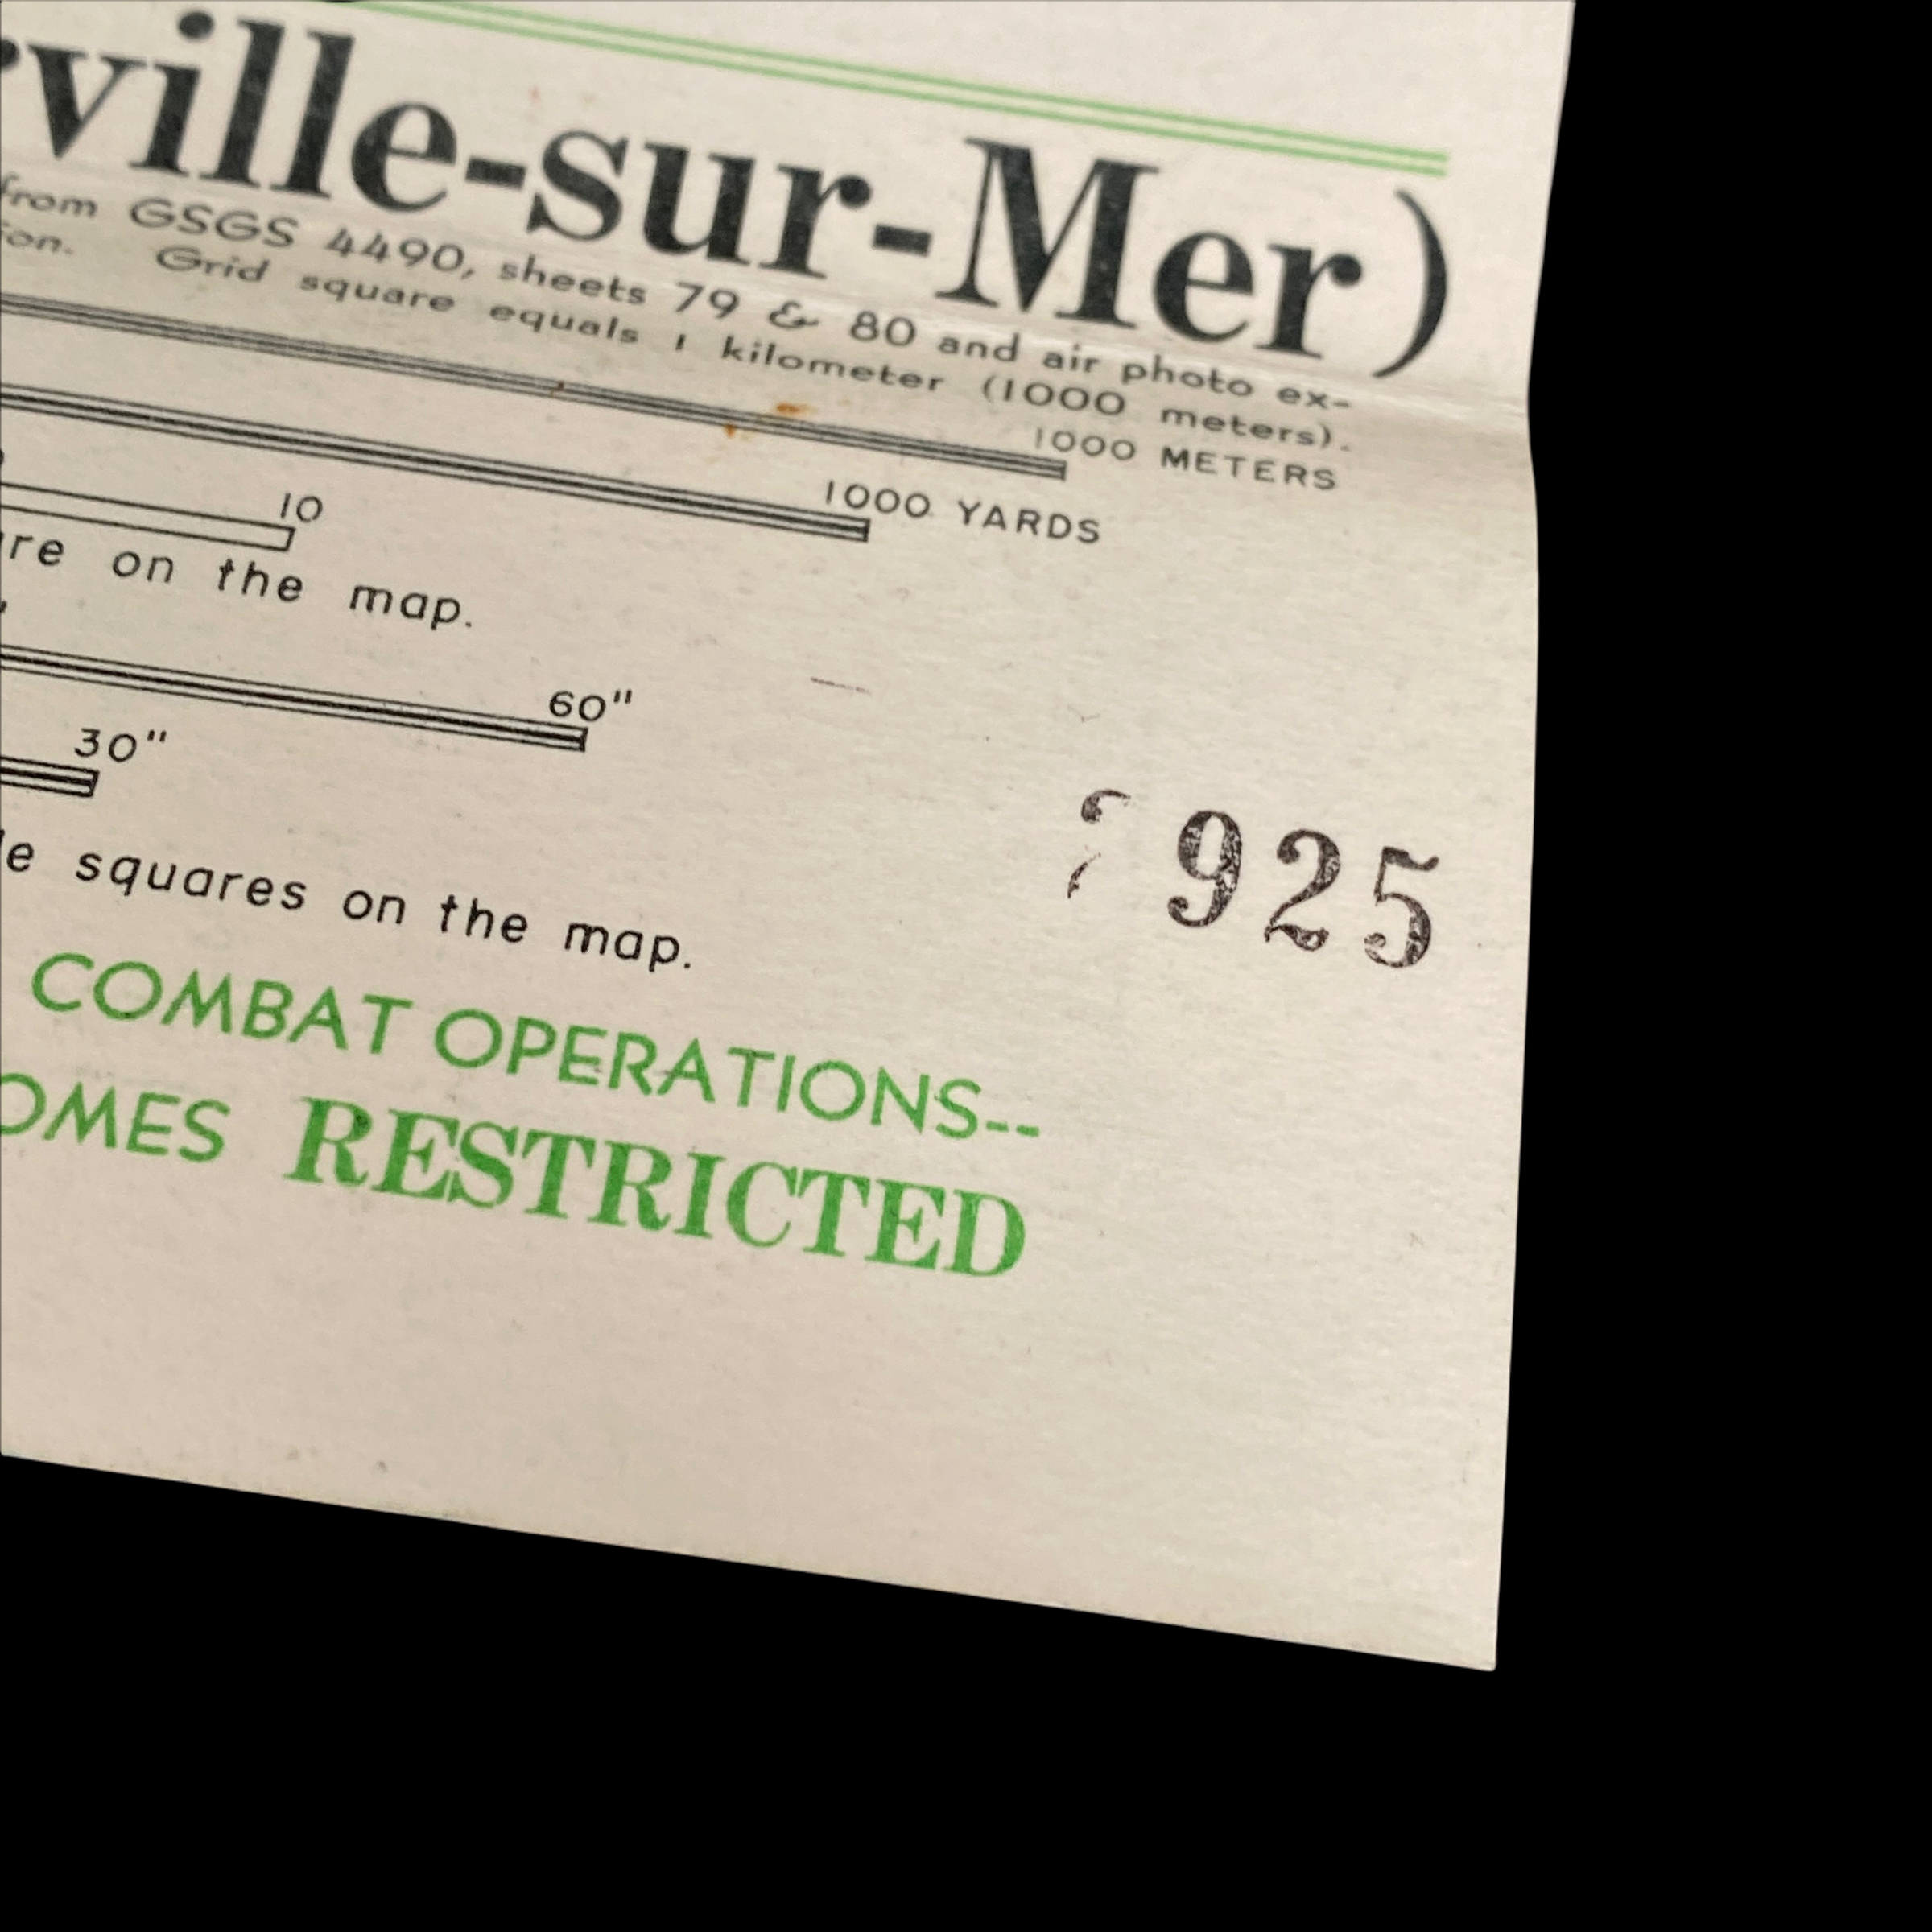 rville-sur-Mer)
from GSGS 4490, sheets 79 & 80 and air photo ex-
ion. Grid square equals 1 kilometer (1000 meters).
1000 METERS
1000 YARDS
10
re on the map.
60"
30"
925
le squares on the map.
COMBAT OPERATIONS--
OMES RESTRICTED